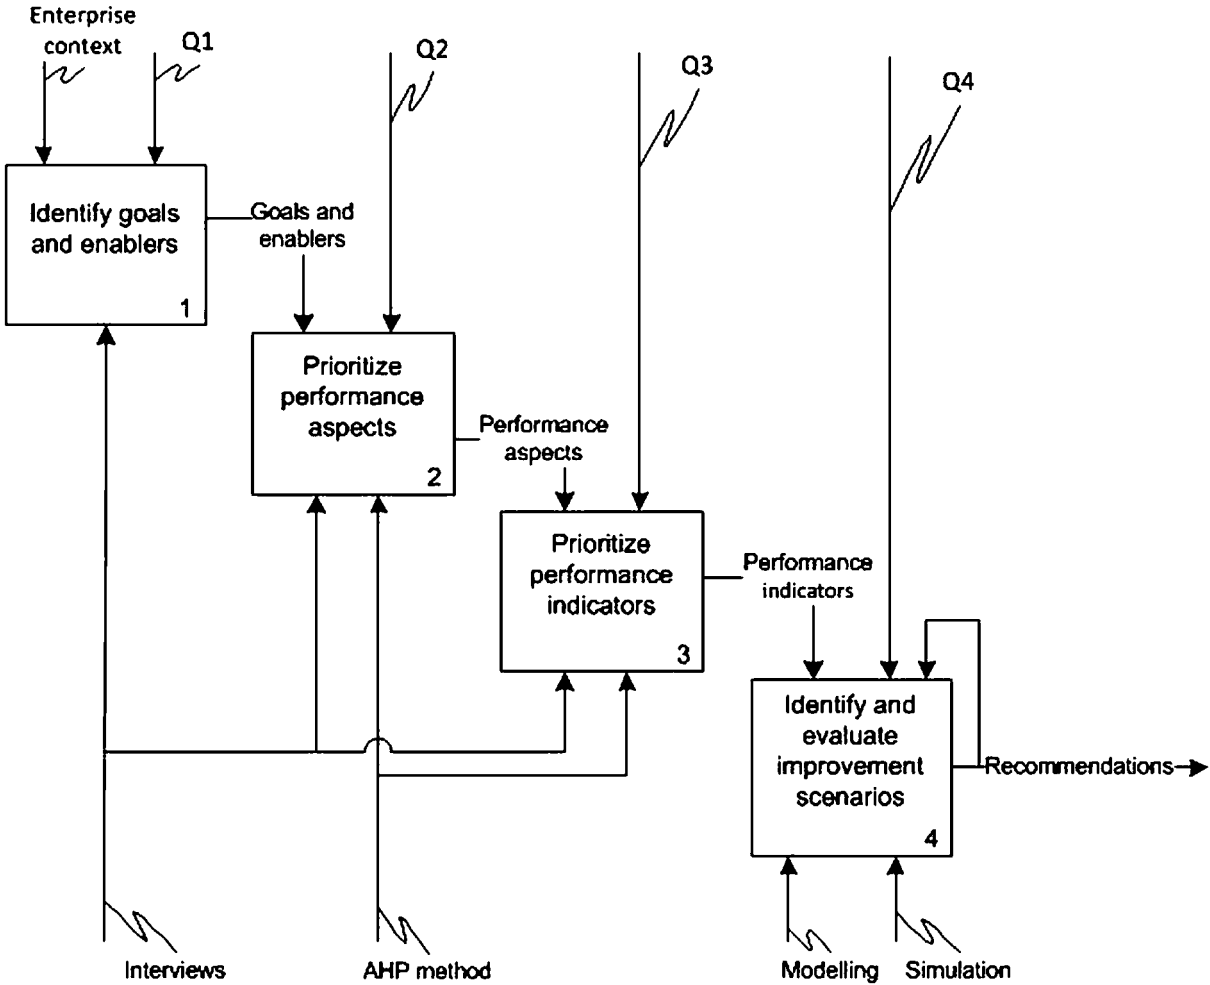 Enterprise
context
Q1
Q2
Q3
Q4
Identify goals
and enablers
1
Goals and
enablers
Prioritize
performance
aspects
2
Performance
aspects
Prioritize
performance
indicators
3
Performance
indicators
Identify and
evaluate
improvement
scenarios
4
Recommendations
Interviews
AHP method
Modelling
Simulation